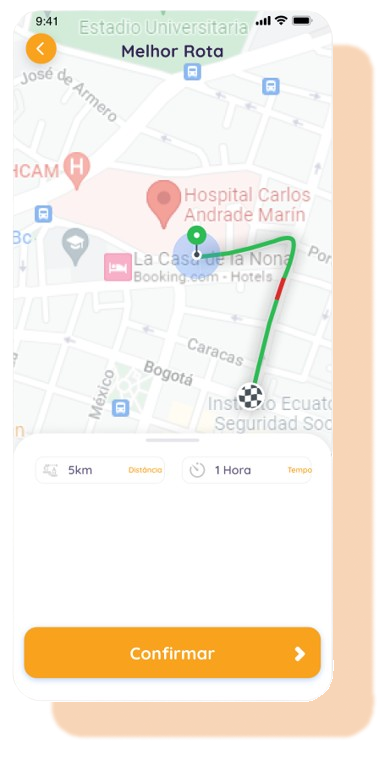 9:41
Estadio Universitaria
Melhor Rota
José de Armero
HCAM
H
Hospital Carlos
Andrade Marín
Bc
La Casa de la Nona
Booking.com - Hotels
Por
Caracas
Bogotá
México
Instituto Ecuato
Seguridad Soc
n
5km
Distância
1 Hora
Tempo
Confirmar